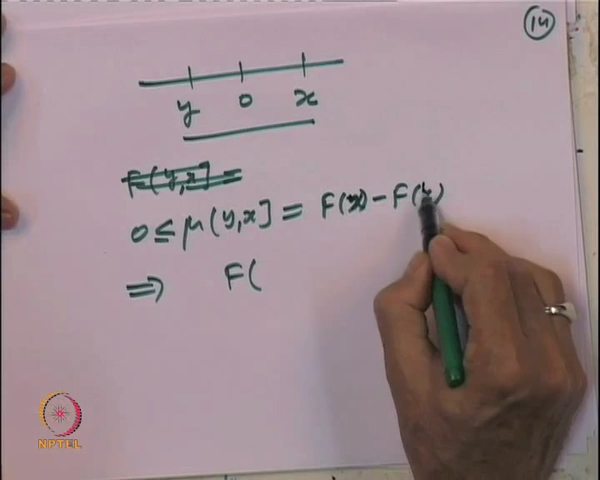 14
y 0 x
F(y,x] =
0 ≤ μ(y,x] = F(x) - F(y)
⇒ F(
NPTEL